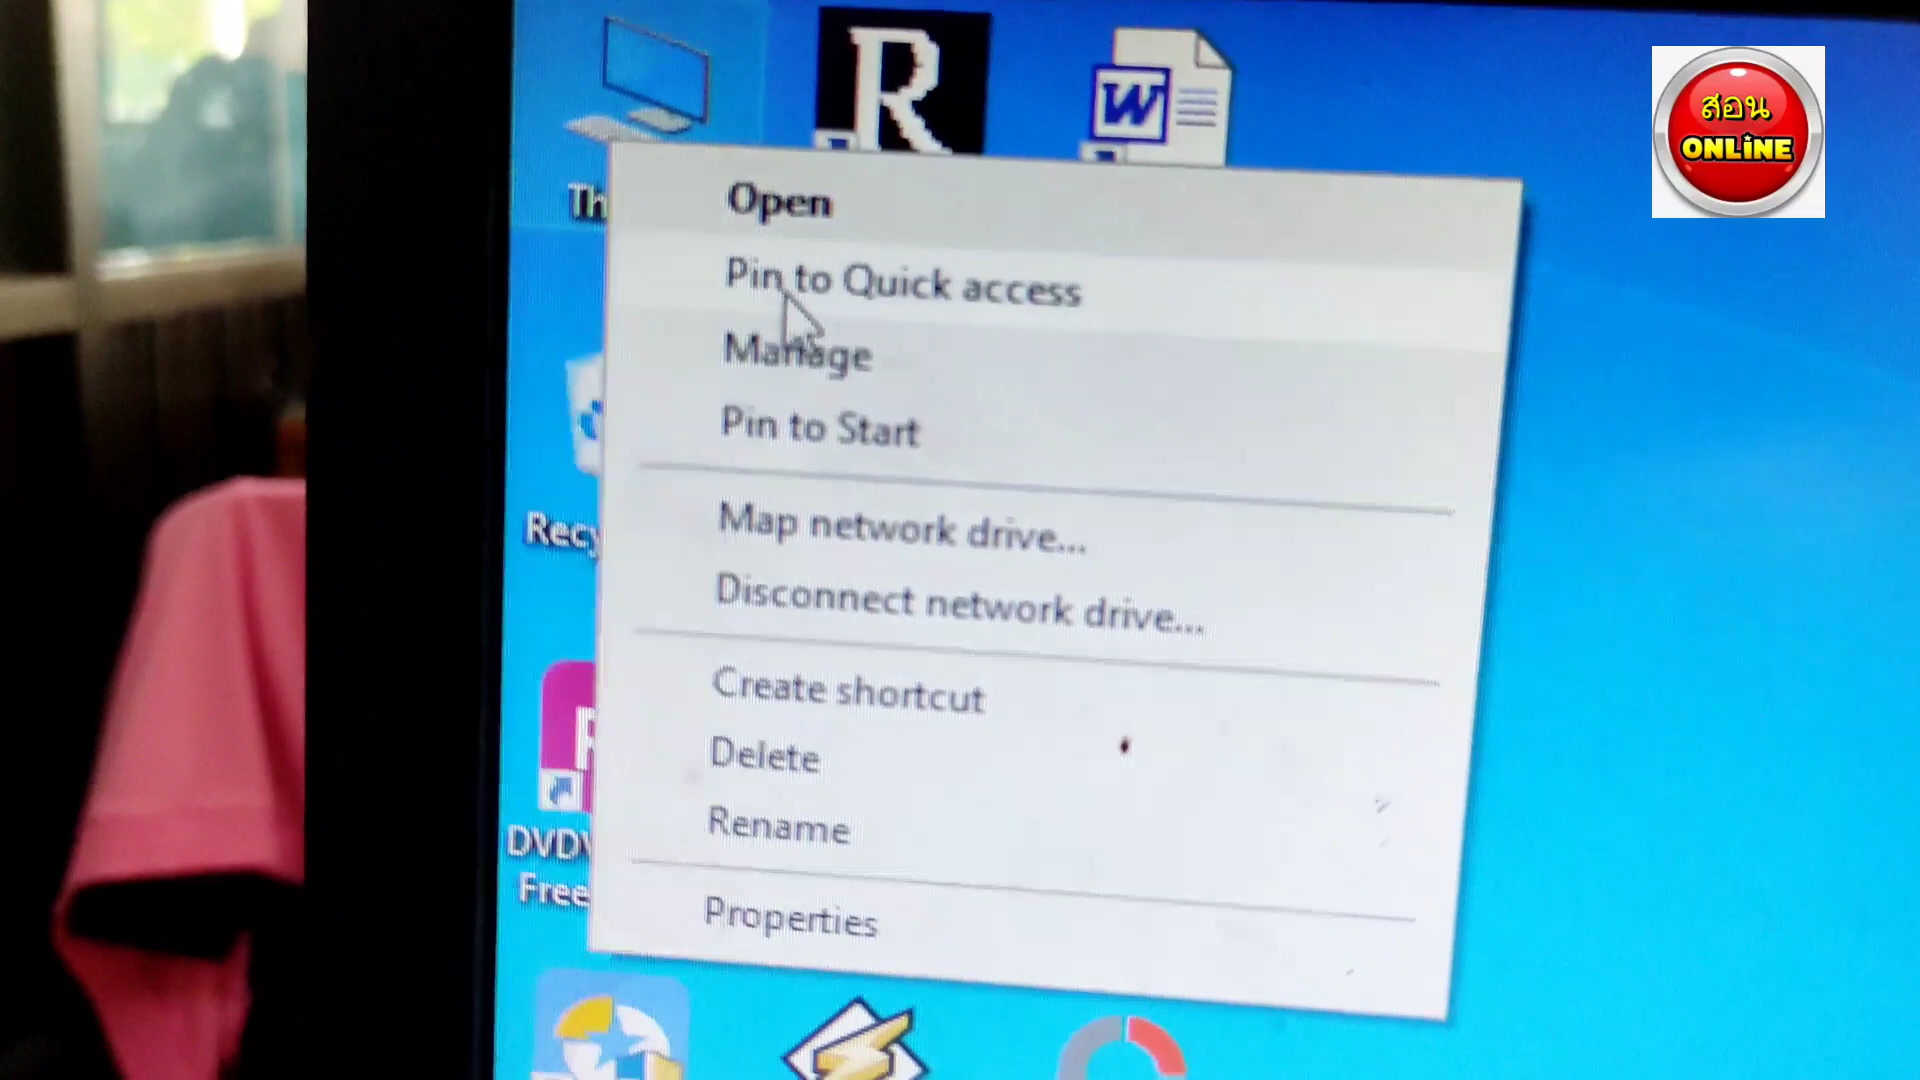 R
W
สอน
ONLINE
Th
Open
Pin to Quick access
Manage
Pin to Start
Recy
Map network drive...
Disconnect network drive...
Create shortcut
Delete
Rename
DVDV
Free
Properties